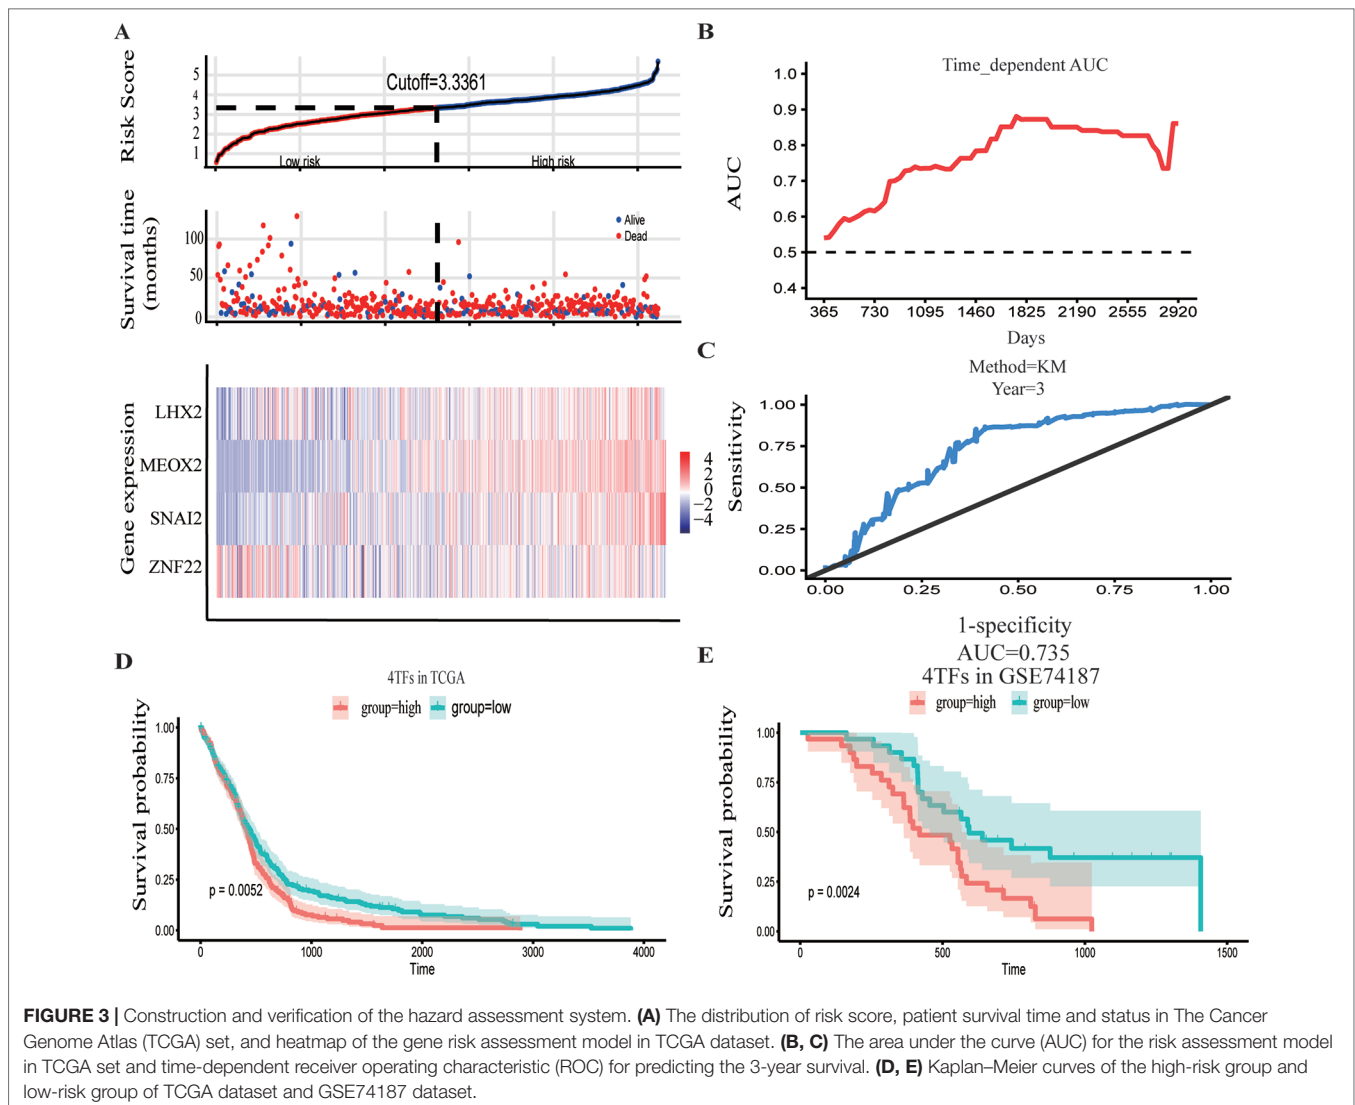 A
Risk Score
5
4
3
2
1
Cutoff=3.3361
Low risk
High risk
Survival time
(months)
100
50
0
Alive
Dead
Gene expression
LHX2
MEOX2
SNAI2
ZNF22
4
2
0
−2
−4
B
Time_dependent AUC
AUC
1.0
0.9
0.8
0.7
0.6
0.5
0.4
365 730 1095 1460 1825 2190 2555 2920
Days
C
Method=KM
Year=3
Sensitivity
1.00
0.75
0.50
0.25
0.00
0.00 0.25 0.50 0.75 1.00
1-specificity
AUC=0.735
D
4TFs in TCGA
group=high group=low
Survival probability
1.00
0.75
0.50
0.25
0.00
p = 0.0052
0 1000 2000 3000 4000
Time
E
4TFs in GSE74187
group=high group=low
Survival probability
1.00
0.75
0.50
0.25
0.00
p = 0.0024
0 500 1000 1500
Time
FIGURE 3 | Construction and verification of the hazard assessment system. (A) The distribution of risk score, patient survival time and status in The Cancer
Genome Atlas (TCGA) set, and heatmap of the gene risk assessment model in TCGA dataset. (B, C) The area under the curve (AUC) for the risk assessment model
in TCGA set and time-dependent receiver operating characteristic (ROC) for predicting the 3-year survival. (D, E) Kaplan–Meier curves of the high-risk group and
low-risk group of TCGA dataset and GSE74187 dataset.